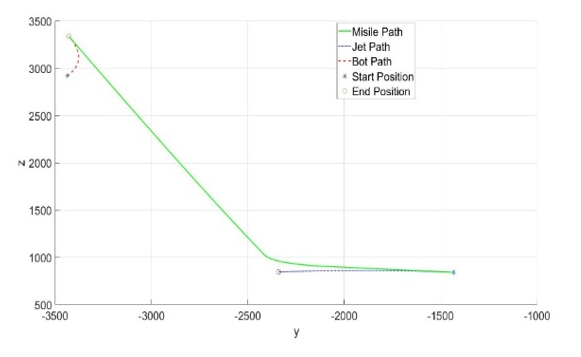 3500
3000
2500
2000
1500
1000
500
z
-3500
-3000
-2500
-2000
-1500
-1000
y
Misile Path
Jet Path
Bot Path
Start Position
End Position